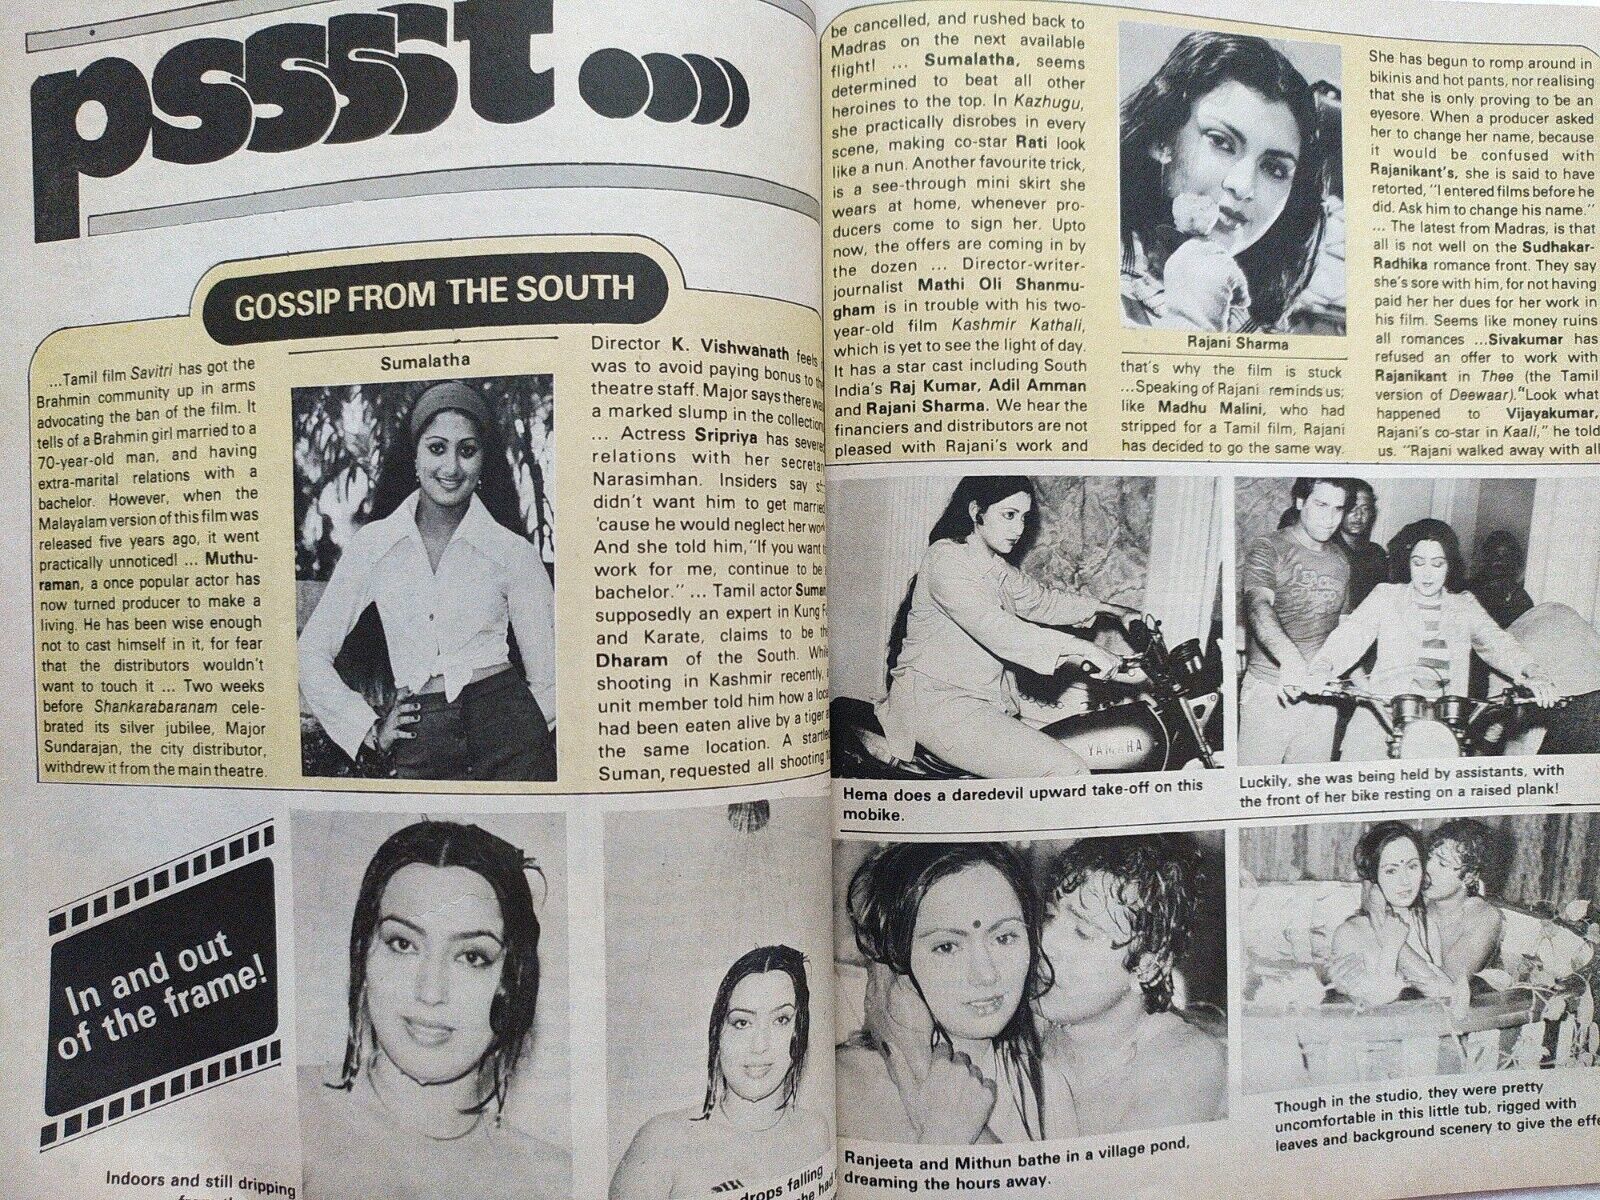 psssst....
GOSSIP FROM THE SOUTH
...Tamil film Savitri has got the
Brahmin community up in arms
advocating the ban of the film. It
tells of a Brahmin girl married to a
70-year-old man, and having
extra-marital relations with a
bachelor. However, when the
Malayalam version of this film was
released five years ago, it went
practically unnoticed! ... Muthu-
raman, a once popular actor has
now turned producer to make a
living. He has been wise enough
not to cast himself in it, for fear
that the distributors wouldn't
want to touch it ... Two weeks
before Shankarabaranam cele-
brated its silver jubilee, Major
Sundarajan, the city distributor,
withdrew it from the main theatre.
Sumalatha
Director K. Vishwanath feels
was to avoid paying bonus to
theatre staff. Major says there
a marked slump in the collection
... Actress Sripriya has
relations with her
Narasimhan. Insiders say
didn't want him to get married
'cause he would neglect her work
And she told him, "If you want
work for me, continue to be
bachelor." ... Tamil actor Suman
supposedly an expert in Kung
and Karate, claims to be the
Dharam of the South. While
shooting in Kashmir recently,
unit member told him how a
had been eaten alive by a tiger
the same location. A
Suman, requested all shooting
be cancelled, and rushed back to
Madras on the next available
flight! ... Sumalatha, seems
determined to beat all other
heroines to the top. In Kazhugu,
she practically disrobes in every
scene, making co-star Rati look
like a nun. Another favourite trick,
is a see-through mini skirt she
wears at home, whenever pro-
ducers come to sign her. Upto
now, the offers are coming in by
the dozen ... Director-writer-
journalist Mathi Oli Shanmu-
gham is in trouble with his two-
year-old film Kashmir Kathali,
which is yet to see the light of day.
It has a star cast including South
India's Raj Kumar, Adil Amman
and Rajani Sharma. We hear the
financiers and distributors are not
pleased with Rajani's work and
Rajani Sharma
that's why the film is stuck
...Speaking of Rajani reminds us;
like Madhu Malini, who had
stripped for a Tamil film, Rajani
has decided to go the same way.
She has begun to romp around in
bikinis and hot pants, nor realising
that she is only proving to be an
eyesore. When a producer asked
her to change her name, because
it would be confused with
Rajanikant's, she is said to have
retorted, "I entered films before he
did. Ask him to change his name."
... The latest from Madras, is that
all is not well on the Sudhakar-
Radhika romance front. They say
she's sore with him, for not having
paid her her dues for her work in
his film. Seems like money ruins
all romances ...Sivakumar has
refused an offer to work with
Rajanikant in Thee (the Tamil
version of Deewaar). "Look what
happened to Vijayakumar,
Rajani's co-star in Kaali," he told
us. "Rajani walked away with all
YAMAHA
Hema does a daredevil upward take-off on this
mobike.
Luckily, she was being held by assistants, with
the front of her bike resting on a raised plank!
In and out
of the frame!
Indoors and still dripping
drops falling
she had
Ranjeeta and Mithun bathe in a village pond,
dreaming the hours away.
Though in the studio, they were pretty
uncomfortable in this little tub, rigged with
leaves and background scenery to give the